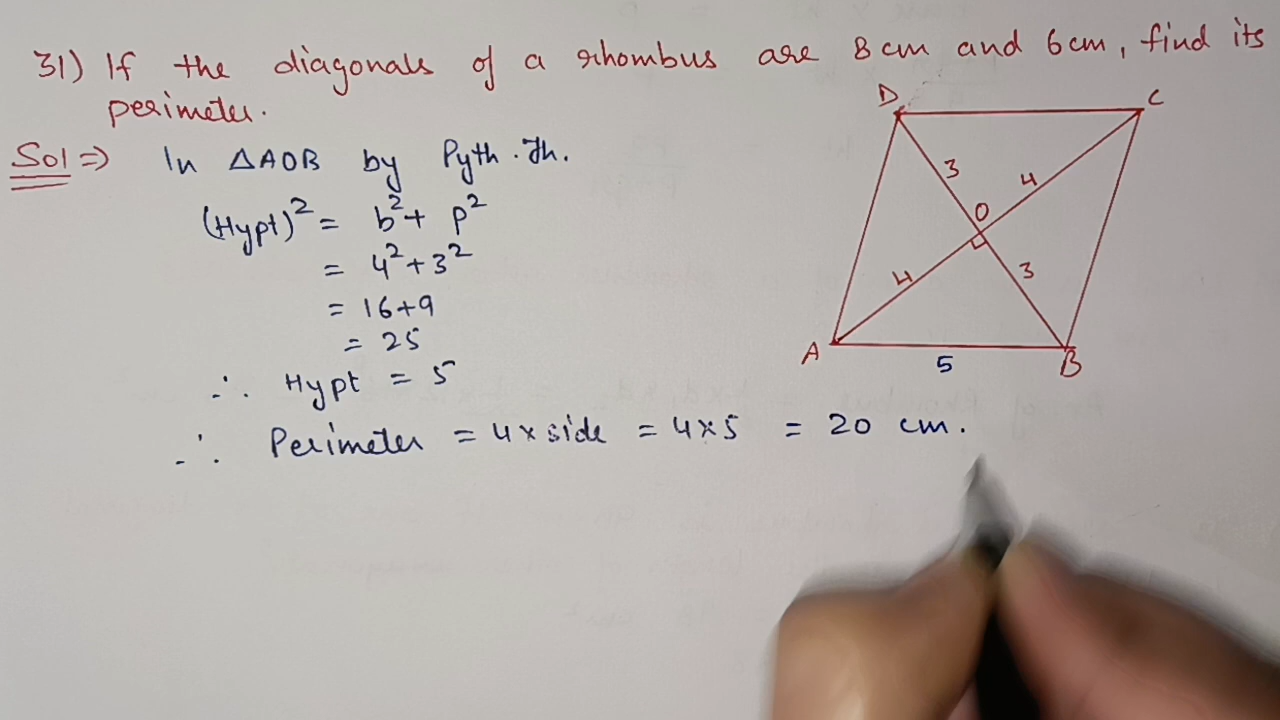 31) If the diagonals of a rhombus are 8 cm and 6 cm, find its
perimeter.
Sol ⇒ In ΔAOB by Pyth. Th.
(Hypt)² = b² + p²
= 4² + 3²
= 16+9
= 25
∴ Hypt = 5
∴ Perimeter = 4 × side = 4 × 5 = 20 cm.
D
C
3
4
O
4
3
A
5
B